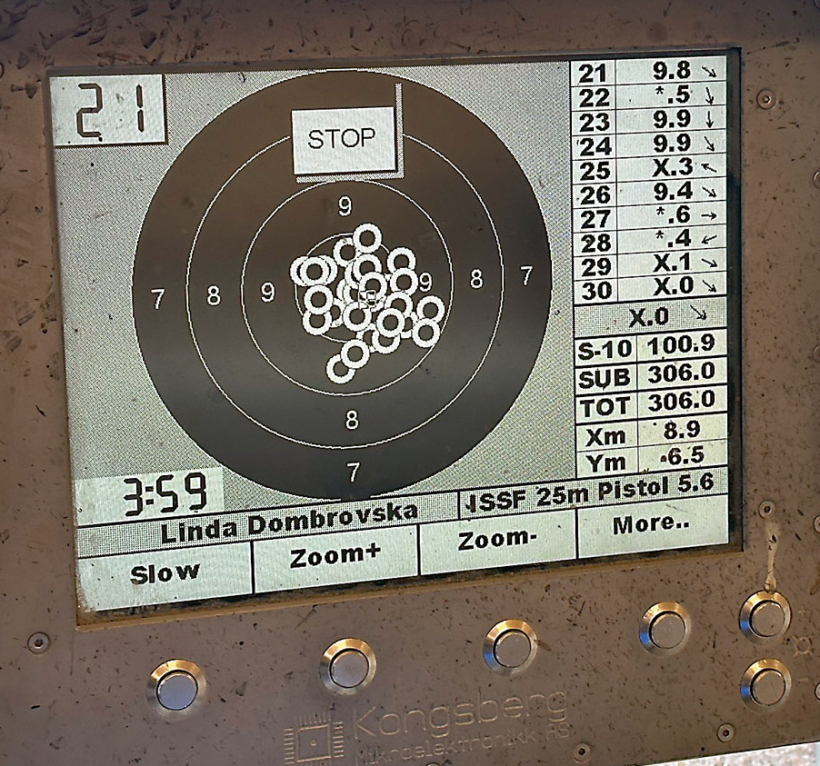 21
STOP
9
7 8 9 9 8 7
8
7
21 9.8 ↘
22 *.5 ↓
23 9.9 ↓
24 9.9 ↘
25 X.3 ↖
26 9.4 ↘
27 *.6 →
28 *.4 ←
29 X.1 ↘
30 X.0 ↘
X.0 ↘
S-10 100.9
SUB 306.0
TOT 306.0
Xm 8.9
Ym -6.5
3:59
Linda Dombrovska
ISSF 25m Pistol 5.6
Slow Zoom+ Zoom- More..
Kongsberg
Mikroelektronikk AS